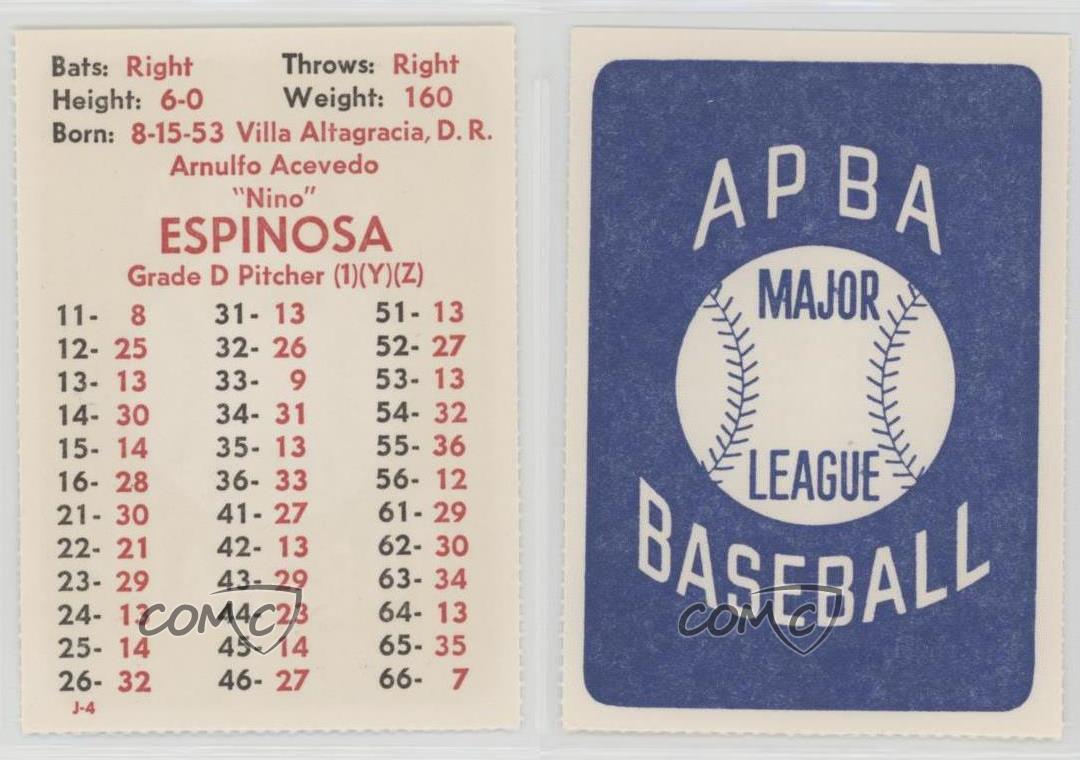 Bats: Right Throws: Right
Height: 6-0 Weight: 160
Born: 8-15-53 Villa Altagracia, D. R.
Arnulfo Acevedo
"Nino"
ESPINOSA
Grade D Pitcher (1)(Y)(Z)
11- 8 31- 13 51- 13
12- 25 32- 26 52- 27
13- 13 33- 9 53- 13
14- 30 34- 31 54- 32
15- 14 35- 13 55- 36
16- 28 36- 33 56- 12
21- 30 41- 27 61- 29
22- 21 42- 13 62- 30
23- 29 43- 29 63- 34
24- 13 44- 23 64- 13
25- 14 45- 14 65- 35
26- 32 46- 27 66- 7
J-4
COMC
APBA
MAJOR
LEAGUE
BASEBALL
COMC